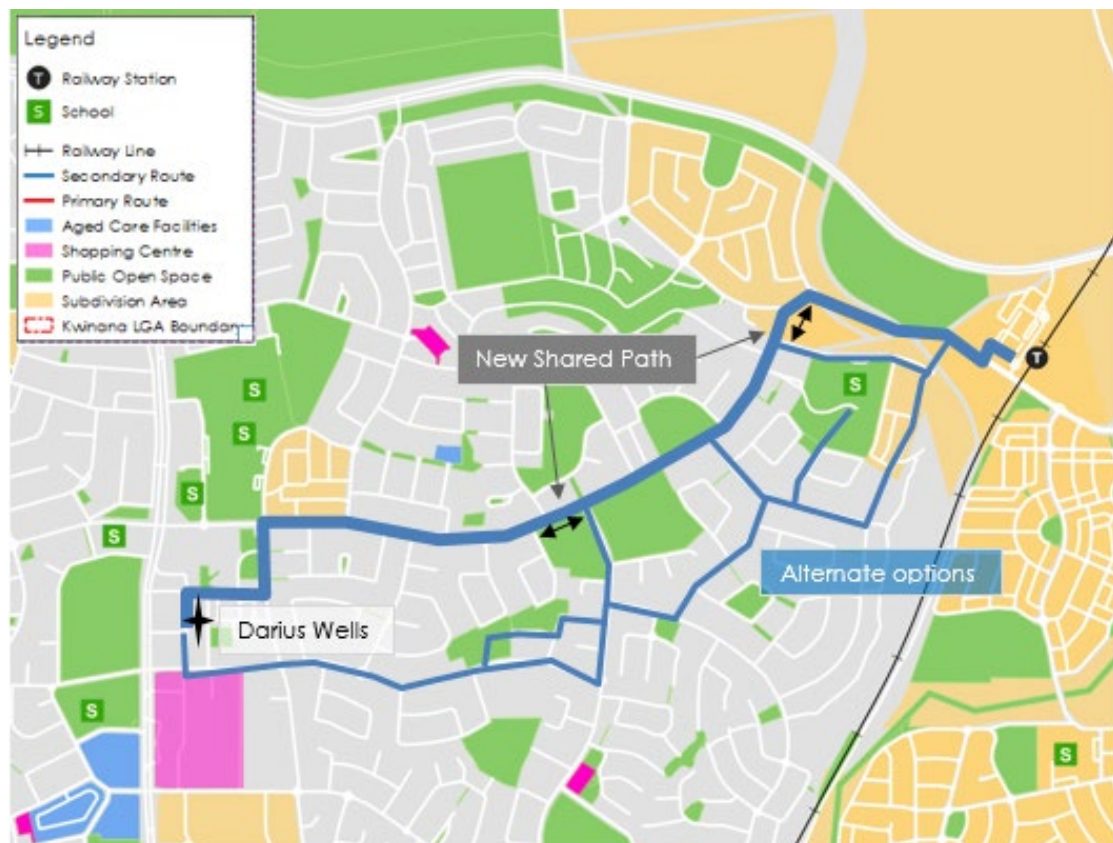 Legend
T Railway Station
S School
Railway Line
Secondary Route
Primary Route
Aged Care Facilities
Shopping Centre
Public Open Space
Subdivision Area
Kwinana LGA Boundary
New Shared Path
S
T
S
S
S
S
Alternate options
Darius Wells
S
S